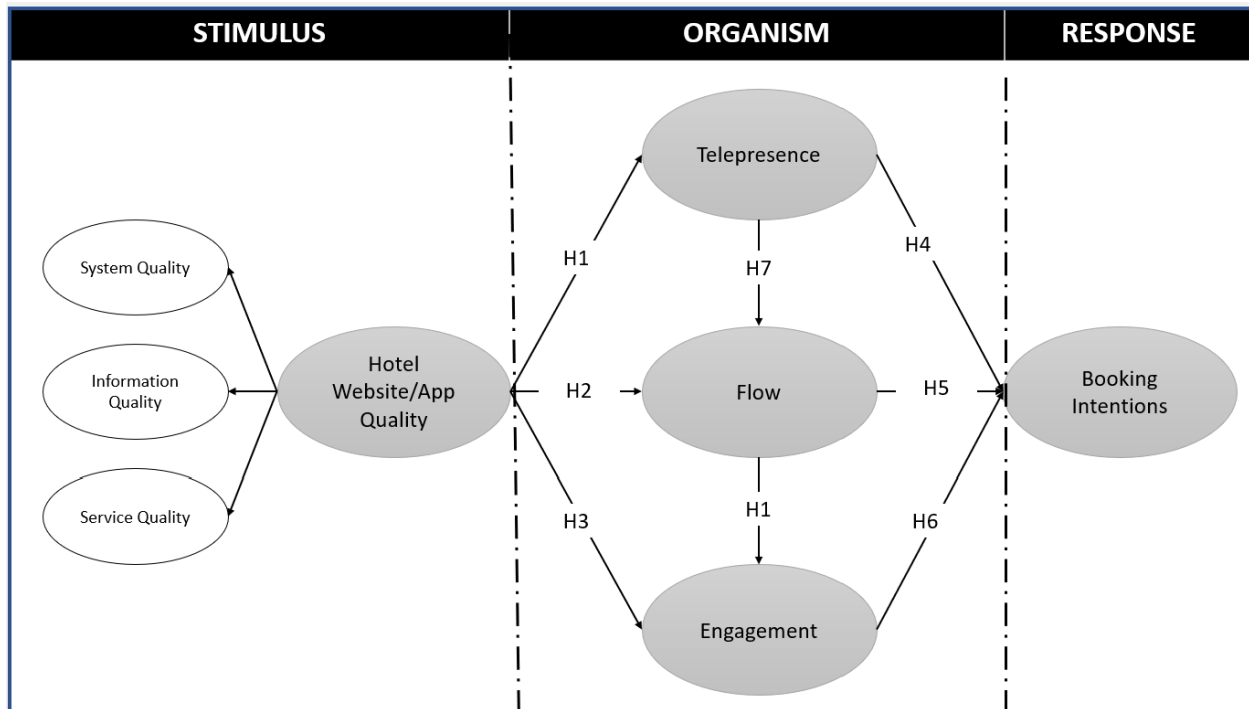 STIMULUS
ORGANISM
RESPONSE
Telepresence
System Quality
H1
H7
H4
Information
Quality
Hotel
Website/App
Quality
H2
Flow
H5
Booking
Intentions
Service Quality
H3
H1
H6
Engagement